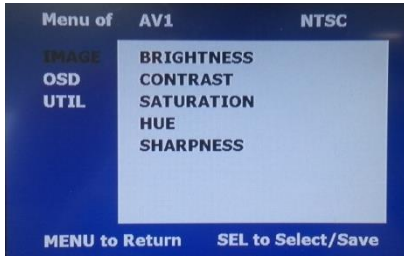 Menu of AV1 NTSC
IMAGE BRIGHTNESS
OSD CONTRAST
UTIL SATURATION
HUE
SHARPNESS
MENU to Return SEL to Select/Save